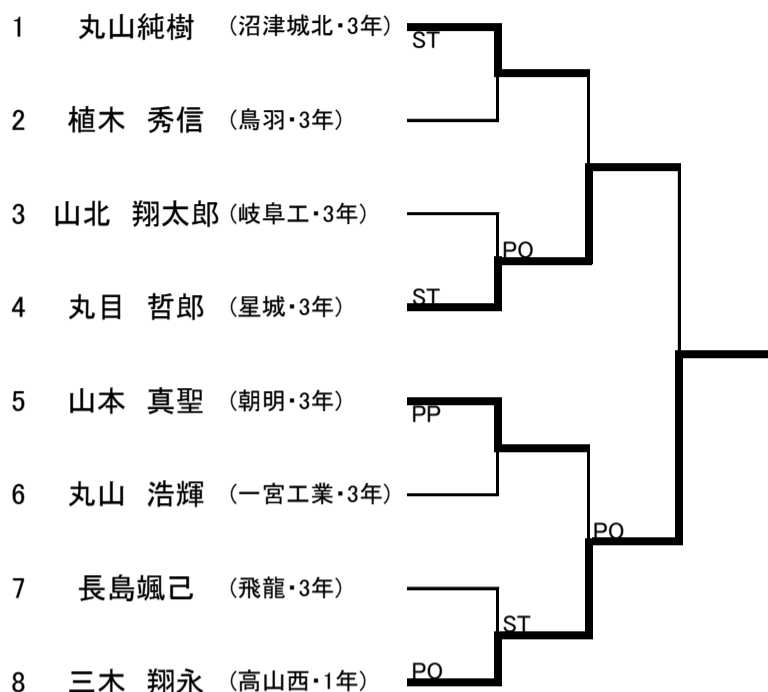 1 丸山純樹 (沼津城北・3年)
ST
2 植木 秀信 (鳥羽・3年)
3 山北 翔太郎 (岐阜工・3年)
PO
4 丸目 哲郎 (星城・3年)
ST
5 山本 真聖 (朝明・3年)
PP
6 丸山 浩輝 (一宮工業・3年)
PO
7 長島颯己 (飛龍・3年)
ST
8 三木 翔永 (高山西・1年)
PO